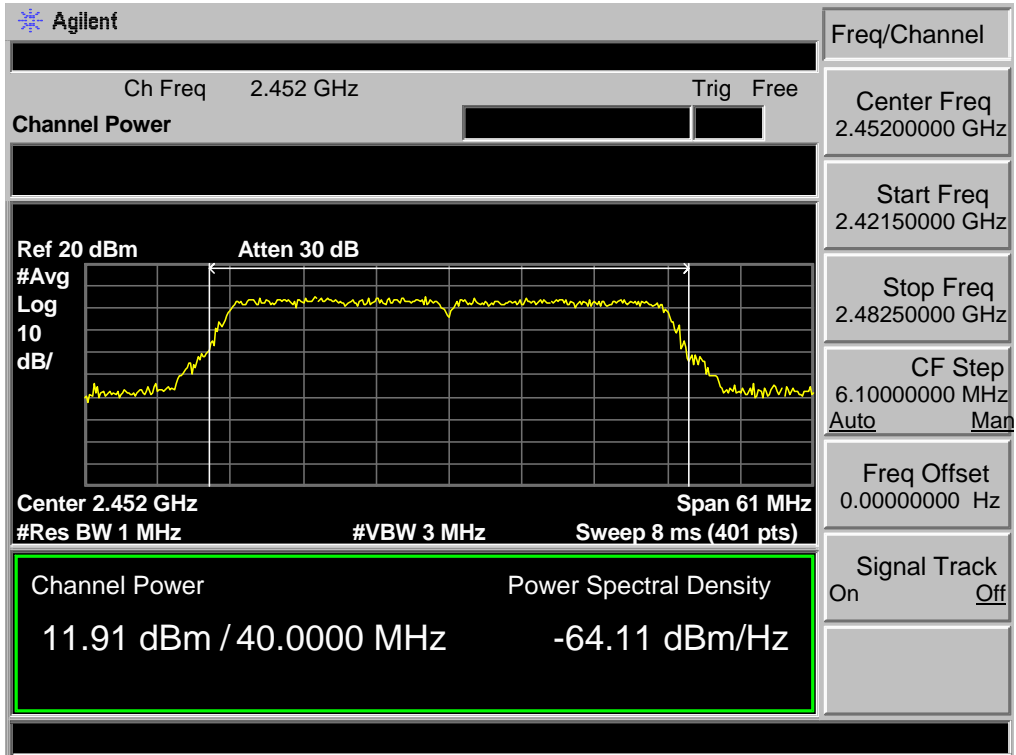 Agilent
Freq/Channel
Ch Freq 2.452 GHz Trig Free
Channel Power
Center Freq
2.45200000 GHz
Start Freq
2.42150000 GHz
Ref 20 dBm Atten 30 dB
#Avg
Log
10
dB/
Stop Freq
2.48250000 GHz
CF Step
6.10000000 MHz
Auto Man
Freq Offset
0.00000000 Hz
Center 2.452 GHz Span 61 MHz
#Res BW 1 MHz #VBW 3 MHz Sweep 8 ms (401 pts)
Signal Track
On Off
Channel Power Power Spectral Density
11.91 dBm / 40.0000 MHz -64.11 dBm/Hz